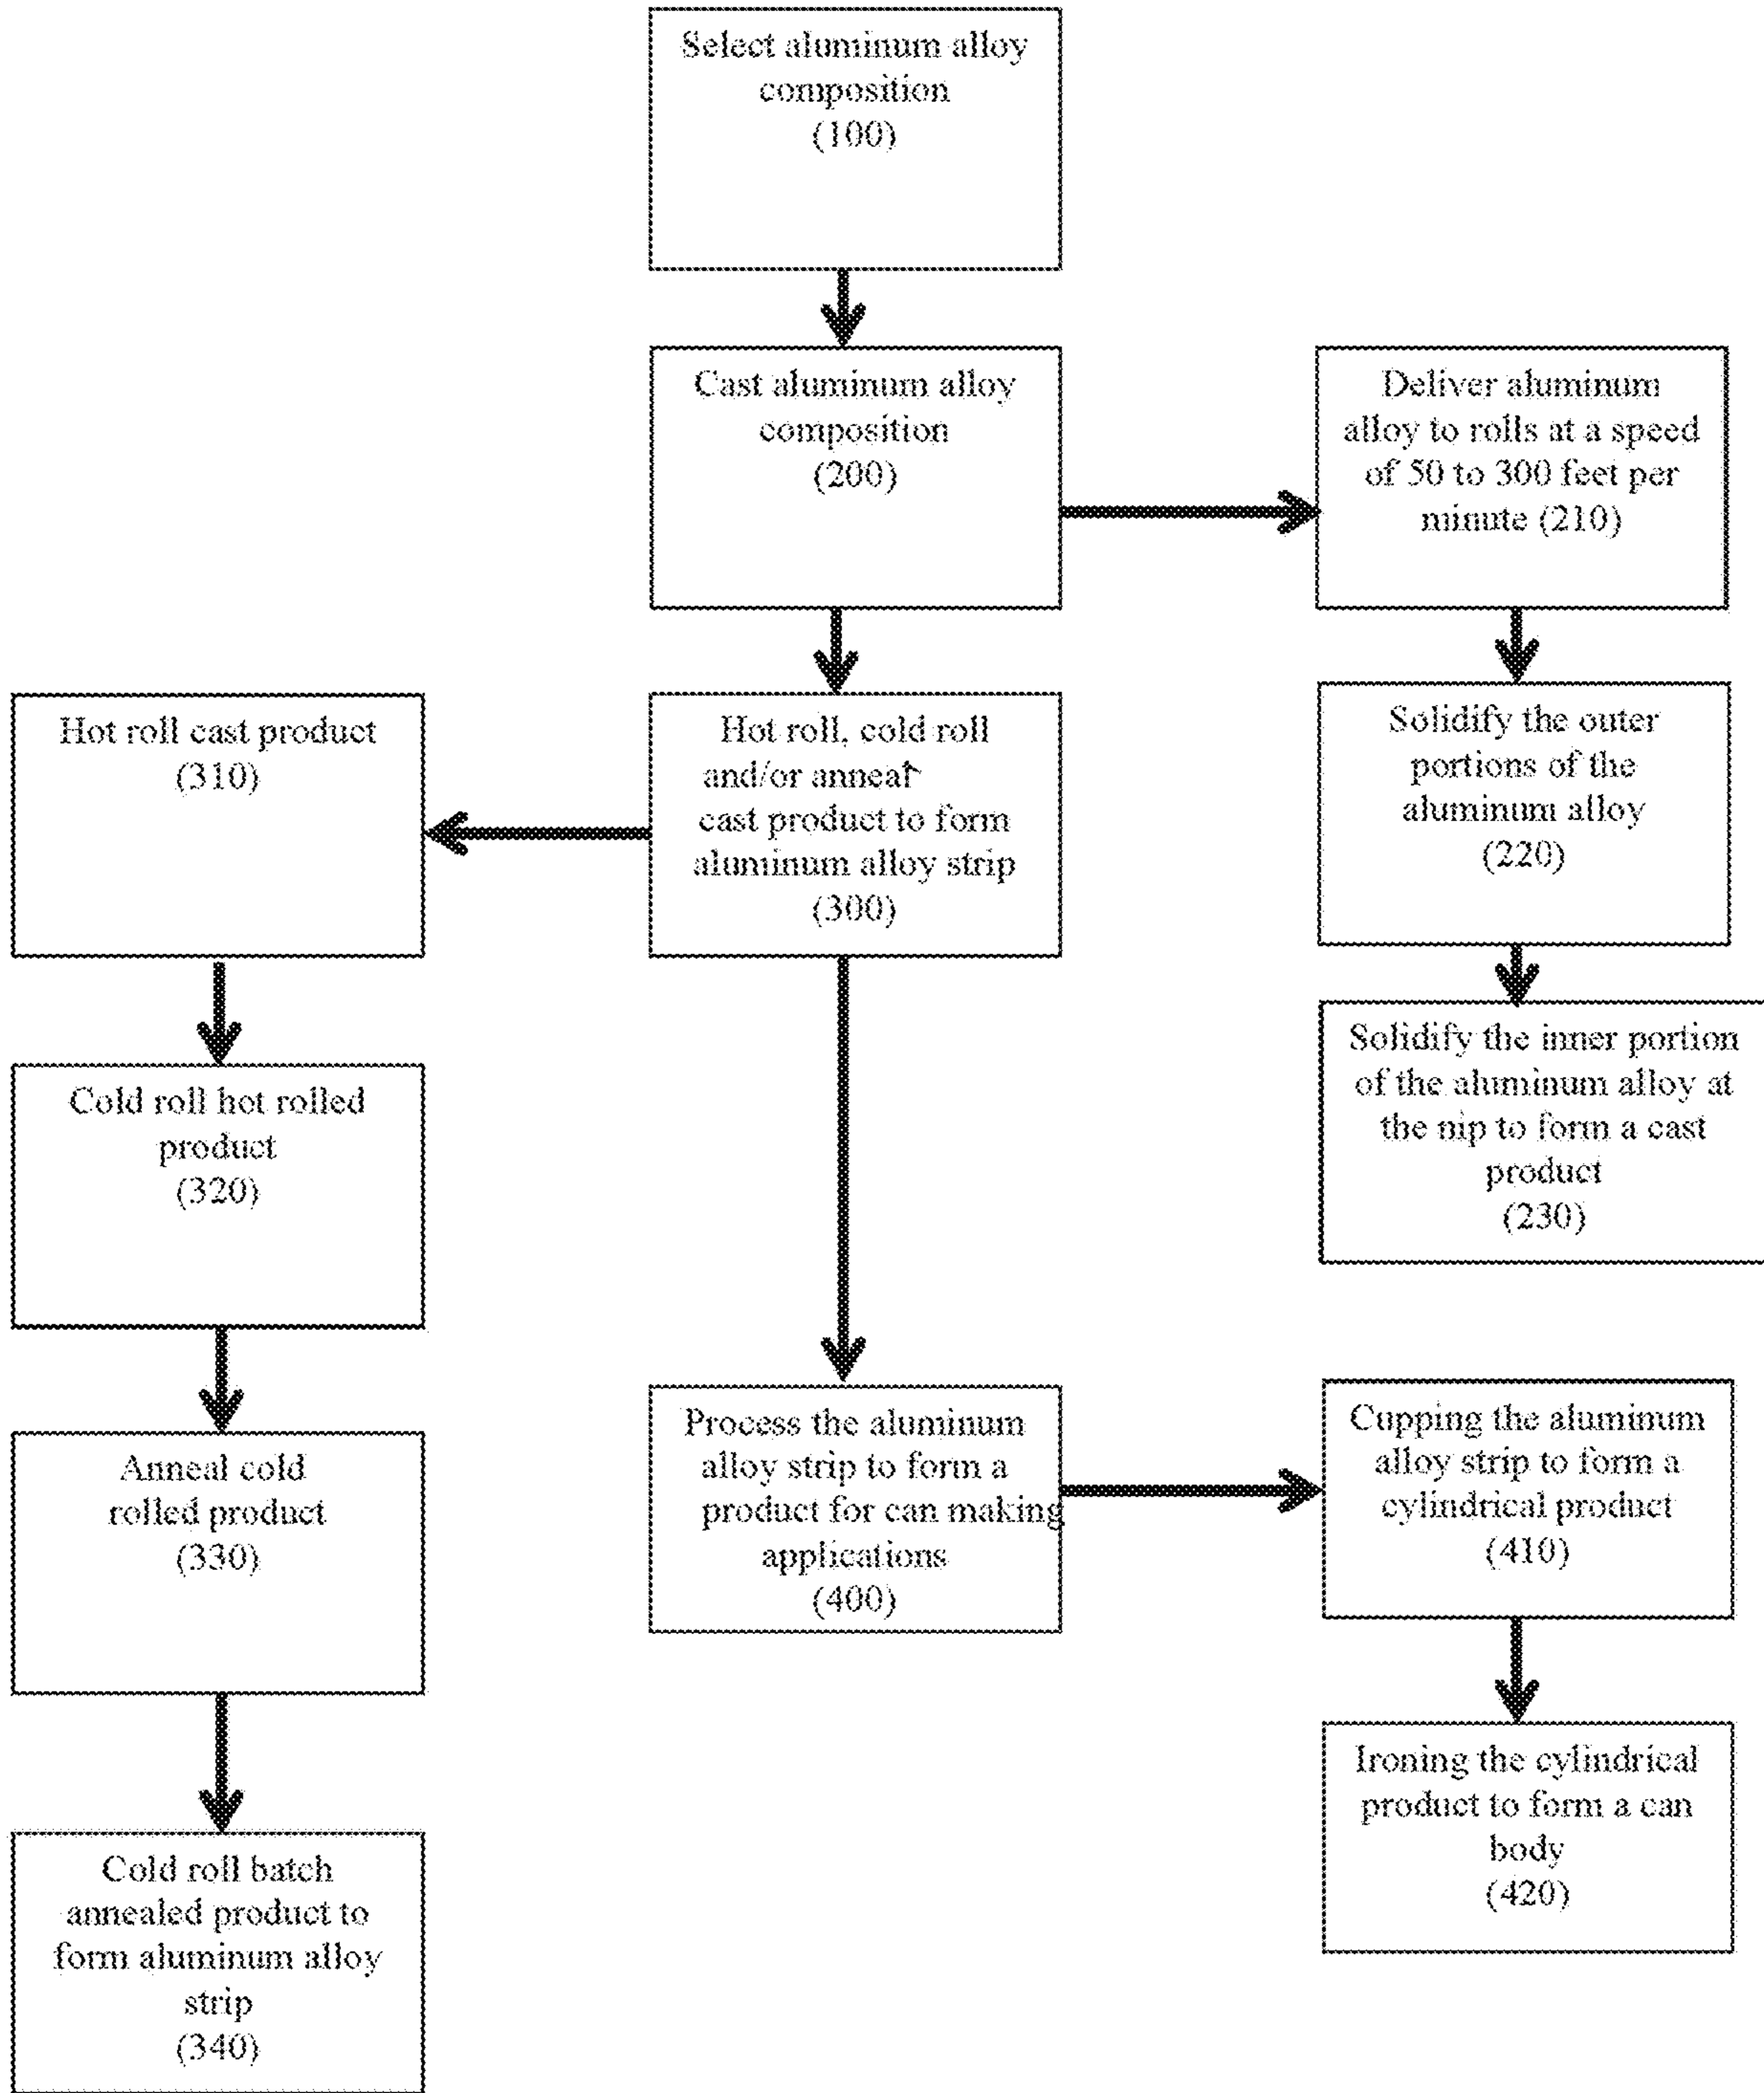 Select aluminum alloy
composition
(100)
Cast aluminum alloy
composition
(200)
Deliver aluminum
alloy to rolls at a speed
of 50 to 300 feet per
minute (210)
Hot roll cast product
(310)
Hot roll, cold roll
and/or anneal
cast product to form
aluminum alloy strip
(300)
Solidify the outer
portions of the
aluminum alloy
(220)
Solidify the inner portion
of the aluminum alloy at
the nip to form a cast
product
(230)
Cold roll hot rolled
product
(320)
Anneal cold
rolled product
(330)
Process the aluminum
alloy strip to form a
product for can making
applications
(400)
Cupping the aluminum
alloy strip to form a
cylindrical product
(410)
Ironing the cylindrical
product to form a can
body
(420)
Cold roll batch
annealed product to
form aluminum alloy
strip
(340)